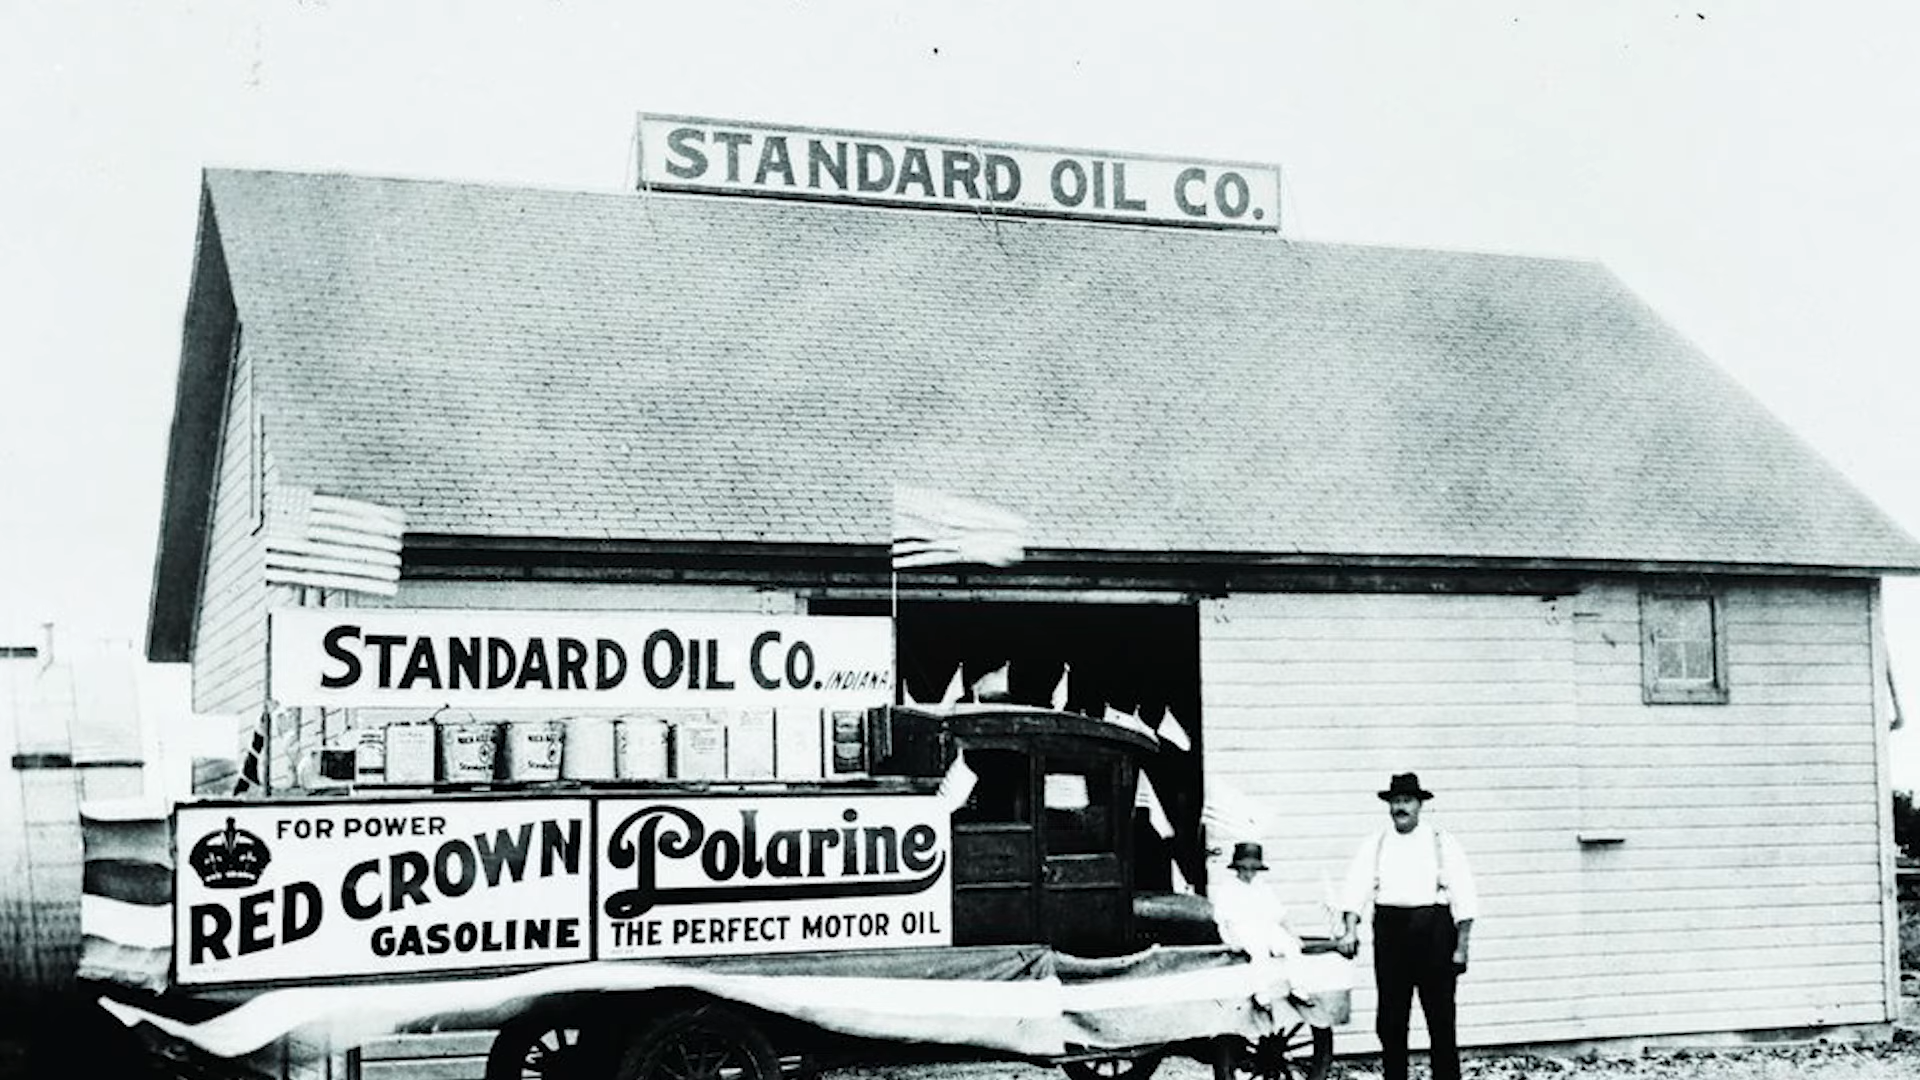 STANDARD OIL CO.
STANDARD OIL CO. INDIANA.
FOR POWER
RED CROWN
GASOLINE
Polarine
THE PERFECT MOTOR OIL